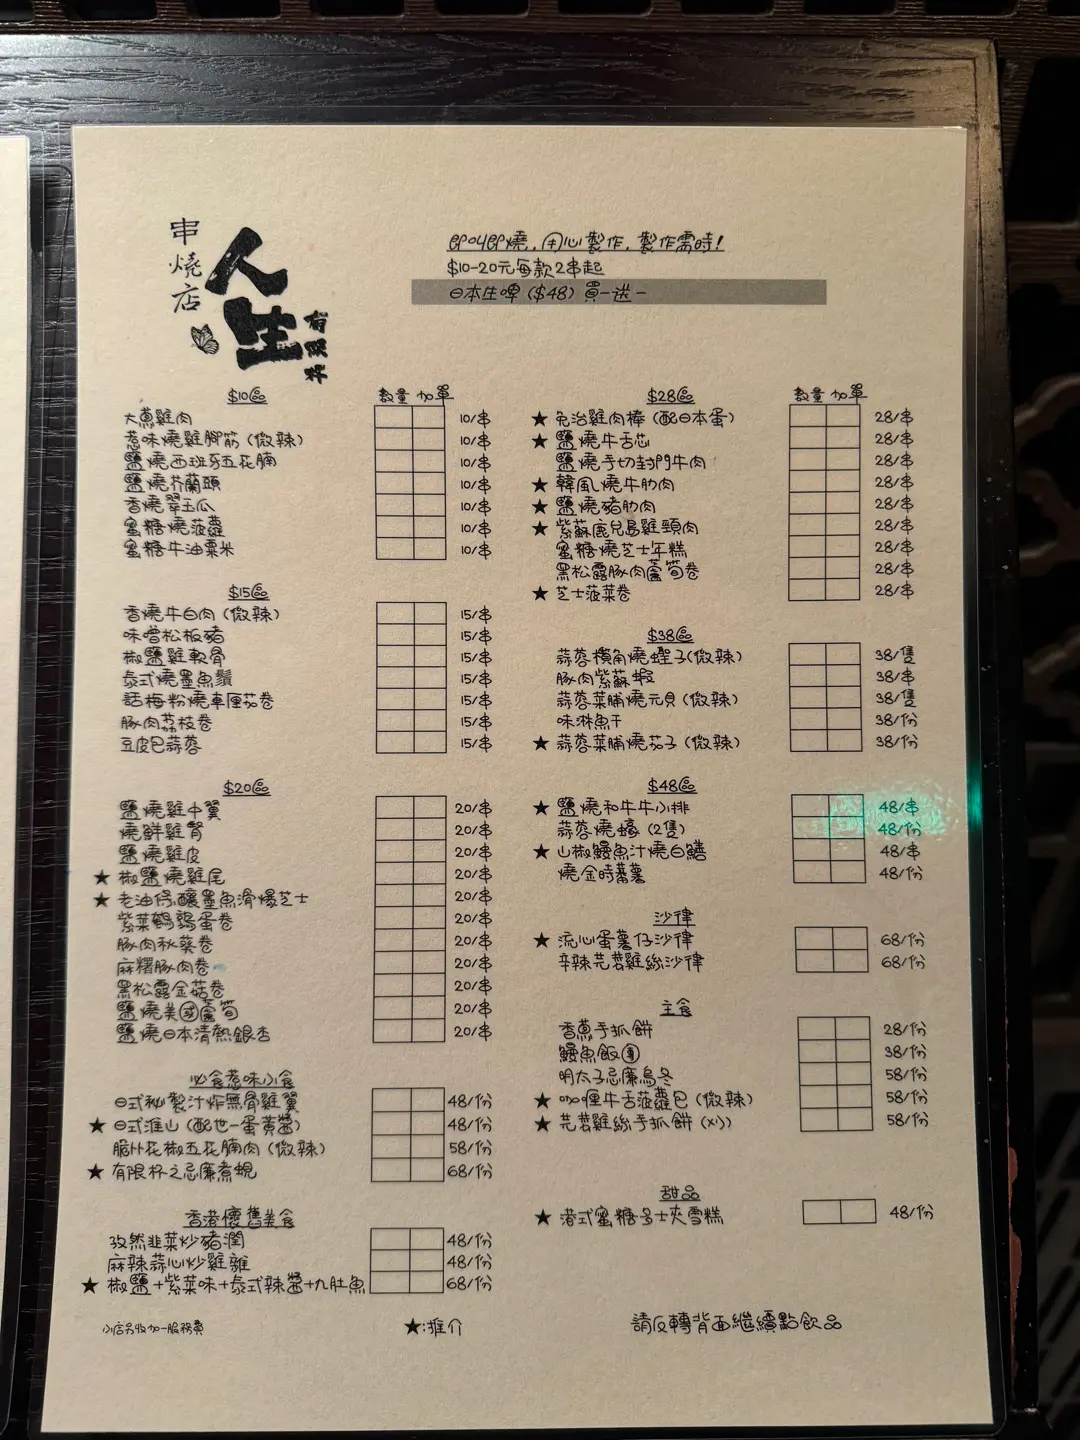 串燒店
人生
有限杯
即叫即燒, 用心製作, 製作需時!
$10-20元每款2串起
日本生啤 ($48) 買一送一
$10區 數量 加單
大蔥雞肉 10/串
惹味燒雞腳筋 (微辣) 10/串
鹽燒西班牙五花腩 10/串
鹽燒芥蘭頭 10/串
香燒翠玉瓜 10/串
蜜糖燒菠蘿 10/串
蜜糖牛油粟米 10/串
$15區
香燒牛白肉 (微辣) 15/串
味噌松板豬 15/串
椒鹽雞軟骨 15/串
泰式燒墨魚鬚 15/串
話梅粉燒車厘茄卷 15/串
豚肉荔枝卷 15/串
豆皮包蒜蓉 15/串
$20區
鹽燒雞中翼 20/串
燒鮮雞腎 20/串
鹽燒雞皮 20/串
★ 椒鹽燒雞尾 20/串
★ 老油仔釀墨魚滑爆芝士 20/串
紫菜鵪鶉蛋卷 20/串
豚肉秋葵卷 20/串
麻糬豚肉卷 20/串
黑松露金菇卷 20/串
鹽燒美國蘆筍 20/串
鹽燒日本清熱銀杏 20/串
必食惹味小食
日式秘製汁炸無骨雞翼 48/份
★ 日式淮山 (配世一蛋黃醬) 48/份
脆卜花椒五花腩肉 (微辣) 58/份
★ 有限杯之忌廉煮蜆 68/份
香港懷舊美食
孜然韭菜炒豬潤 48/份
麻辣蒜心炒雞雜 48/份
★ 椒鹽+紫菜味+泰式辣醬+九肚魚 68/份
小店另收加一服務費
★:推介
$28區 數量 加單
★ 免治雞肉棒 (配日本蛋) 28/串
★ 鹽燒牛舌芯 28/串
鹽燒手切封門牛肉 28/串
★ 韓風燒牛肋肉 28/串
★ 鹽燒豬肋肉 28/串
★ 紫蘇鹿兒島雞頸肉 28/串
蜜糖燒芝士年糕 28/串
黑松露豚肉蘆筍卷 28/串
★ 芝士菠菜卷 28/串
$38區
蒜蓉橫角燒蟶子(微辣) 38/隻
豚肉紫蘇蝦 38/串
蒜蓉菜脯燒元貝 (微辣) 38/隻
味淋魚干 38/份
★ 蒜蓉菜脯燒茄子 (微辣) 38/份
$48區
★ 鹽燒和牛牛小排 48/串
蒜蓉燒蠔 (2隻) 48/份
★ 山椒鰻魚汁燒白鱔 48/串
燒金時蕃薯 48/份
沙律
★ 流心蛋薯仔沙律 68/份
辛辣芫荽雞絲沙律 68/份
主食
香蔥手抓餅 28/份
鰻魚飯團 38/份
明太子忌廉烏冬 58/份
★ 咖喱牛舌菠蘿包 (微辣) 58/份
★ 芫荽雞絲手抓餅 (凍) 58/份
甜品
★ 港式蜜糖多士夾雪糕 48/份
請反轉背面繼續點飲品